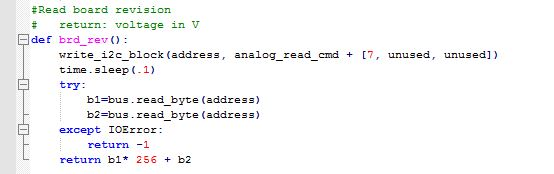 #Read board revision
#   return: voltage in V
def brd_rev():
    write_i2c_block(address, analog_read_cmd + [7, unused, unused])
    time.sleep(.1)
    try:
        b1=bus.read_byte(address)
        b2=bus.read_byte(address)
    except IOError:
        return -1
    return b1* 256 + b2